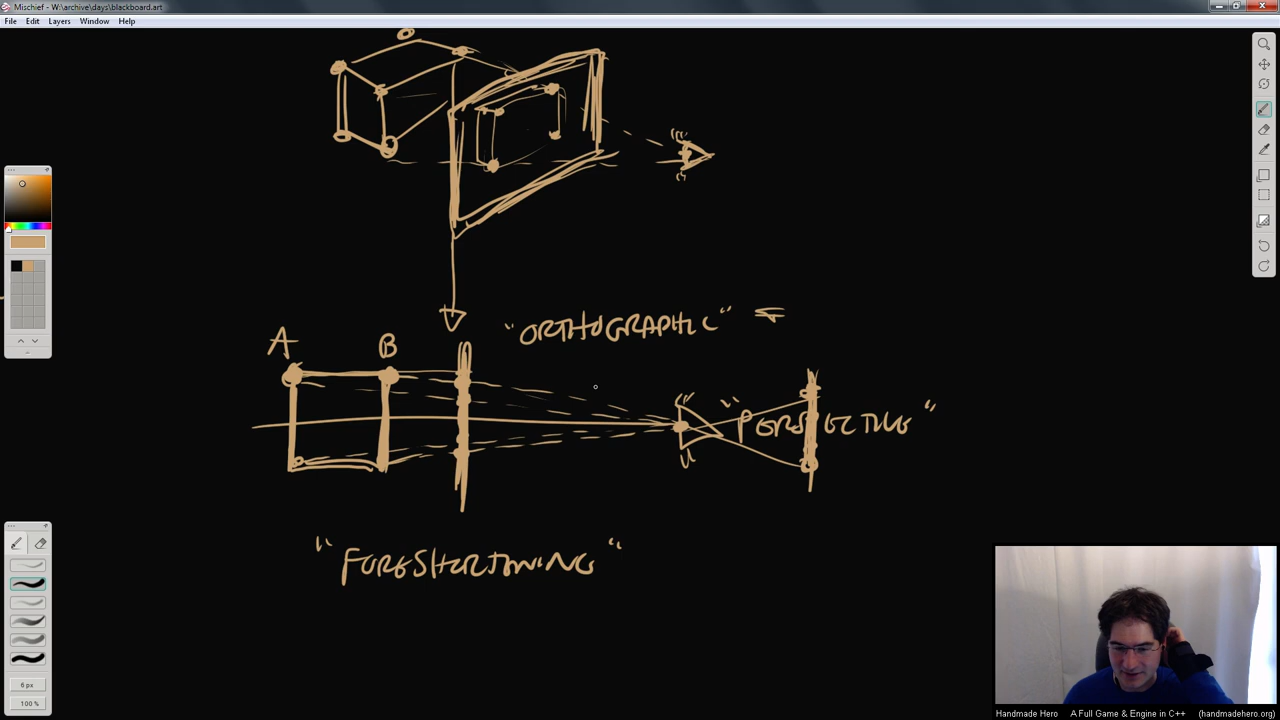 Mischief - W:\archive\days\blackboard.art
File Edit Layers Window Help
"ORTHOGRAPHIC"
A B
"PERSPECTIVE"
"FORESHORTENING"
6 px
100 %
Handmade Hero A Full Game & Engine in C++ (handmadehero.org)